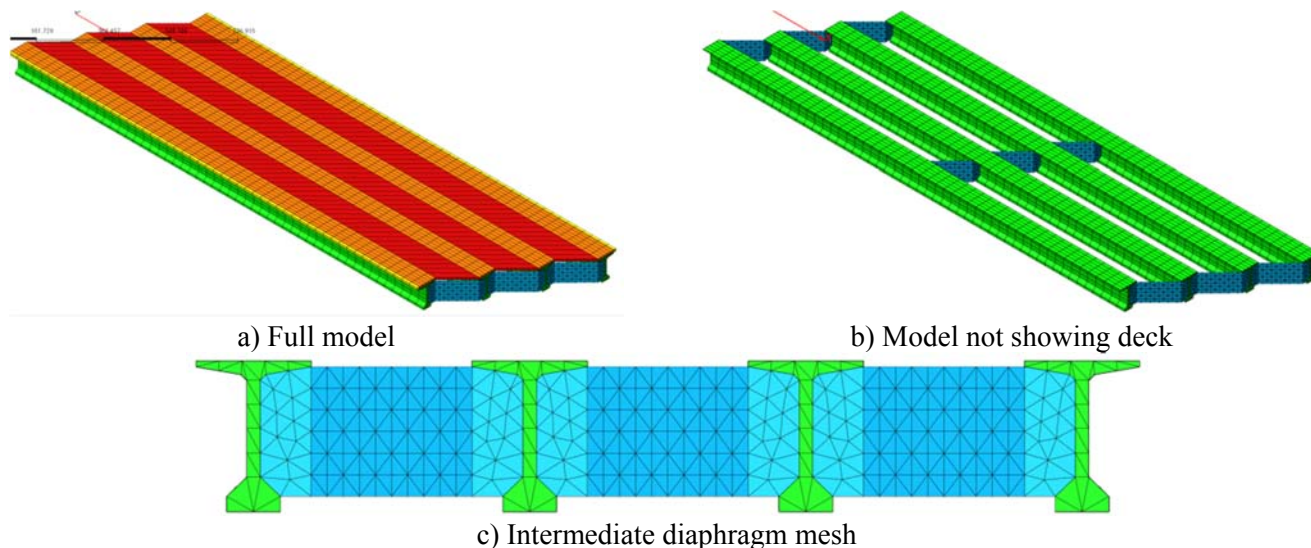 a) Full model
b) Model not showing deck
c) Intermediate diaphragm mesh